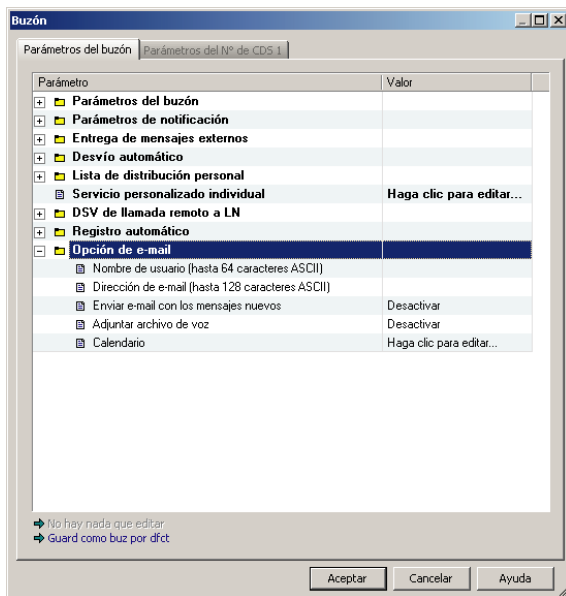 Buzón
Parámetros del buzón Parámetros del Nº de CDS 1
Parámetro Valor
Parámetros del buzón
Parámetros de notificación
Entrega de mensajes externos
Desvío automático
Lista de distribución personal
Servicio personalizado individual Haga clic para editar...
DSV de llamada remoto a LN
Registro automático
Opción de e-mail
Nombre de usuario (hasta 64 caracteres ASCII)
Dirección de e-mail (hasta 128 caracteres ASCII)
Enviar e-mail con los mensajes nuevos Desactivar
Adjuntar archivo de voz Desactivar
Calendario Haga clic para editar...
No hay nada que editar
Guard como buz por dfct
Aceptar Cancelar Ayuda